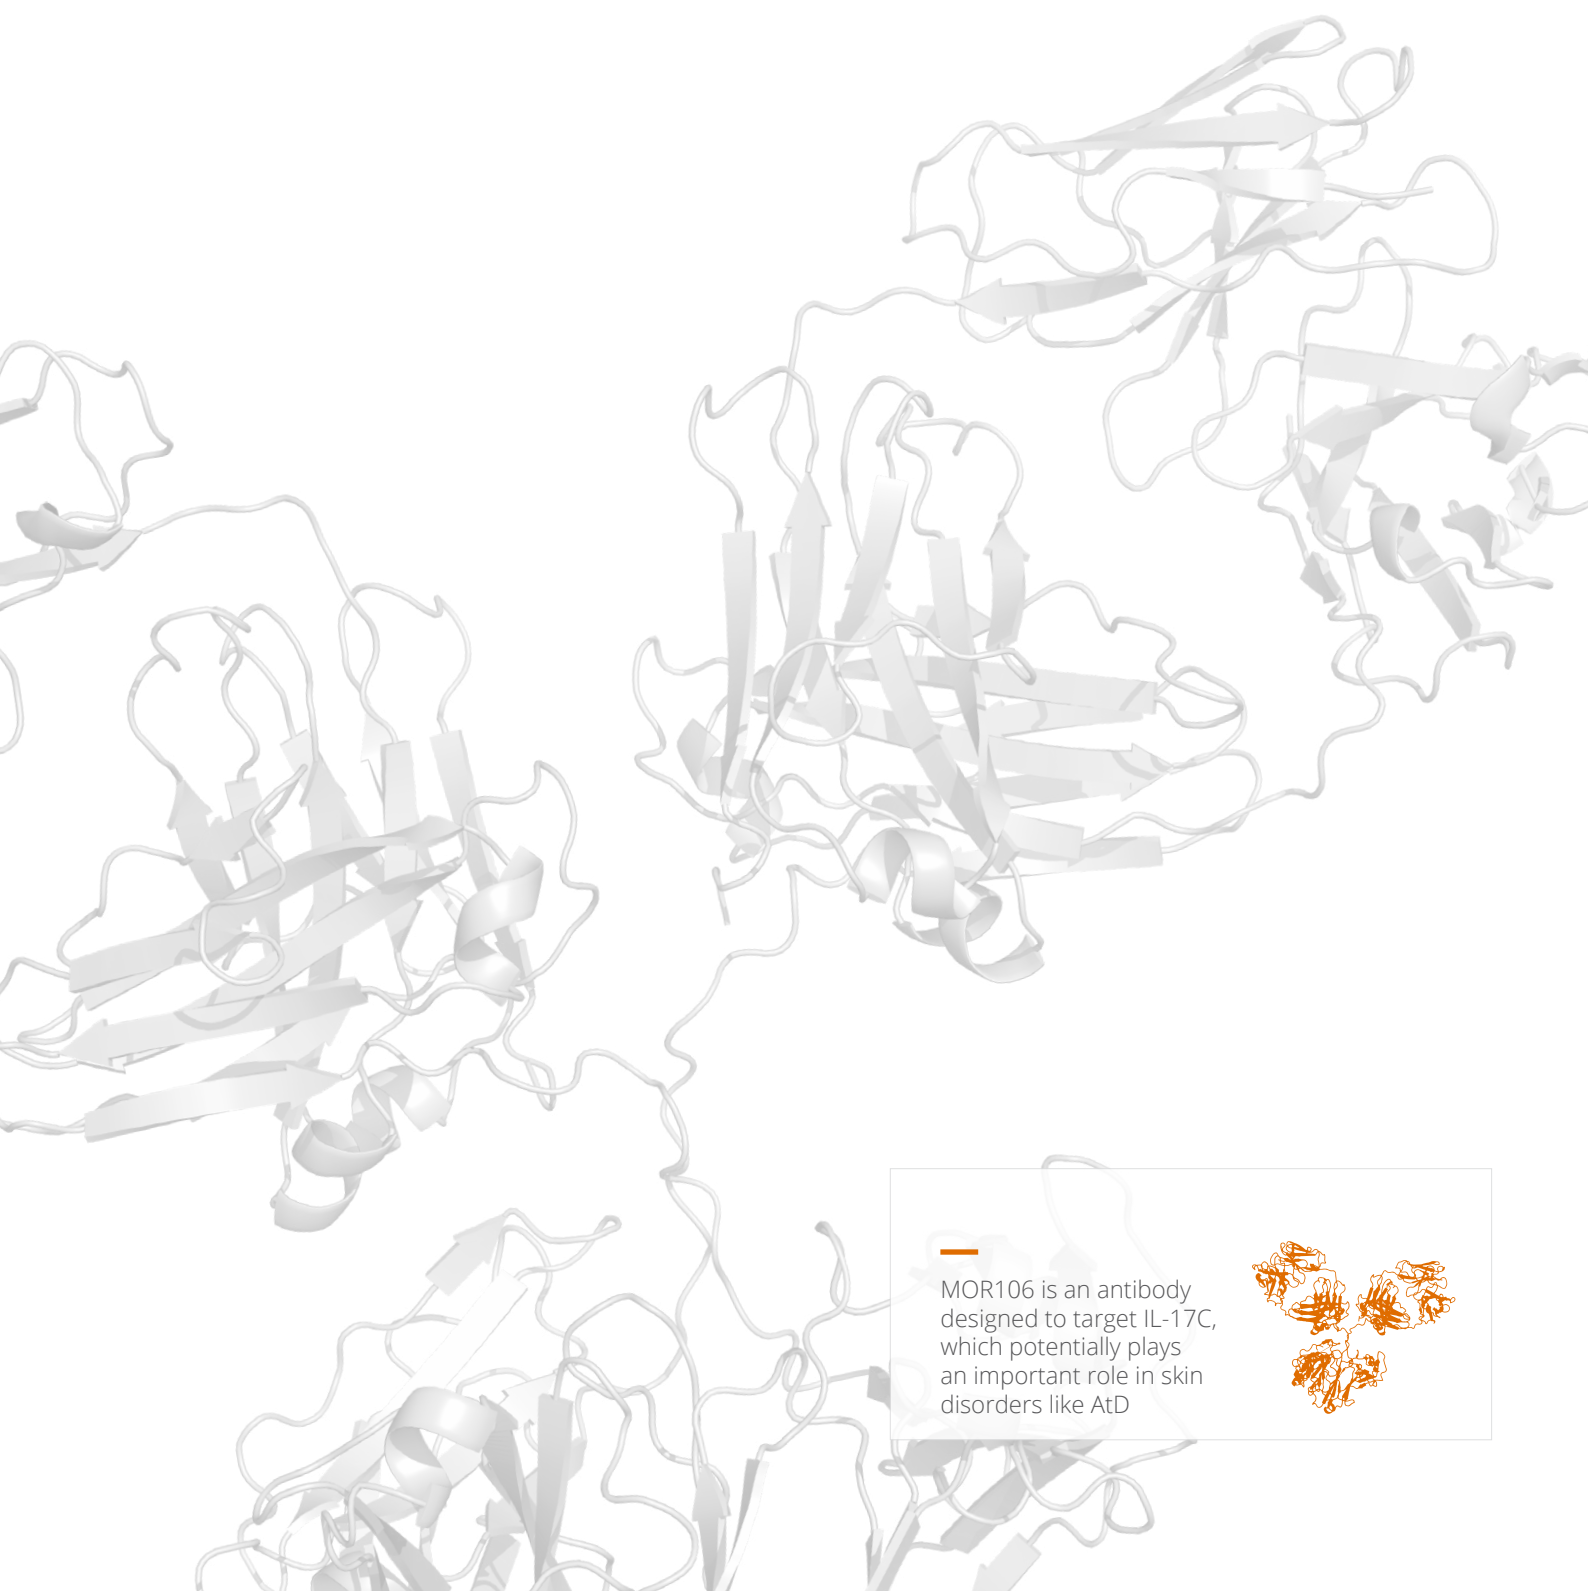 MOR106 is an antibody
designed to target IL-17C,
which potentially plays
an important role in skin
disorders like AtD